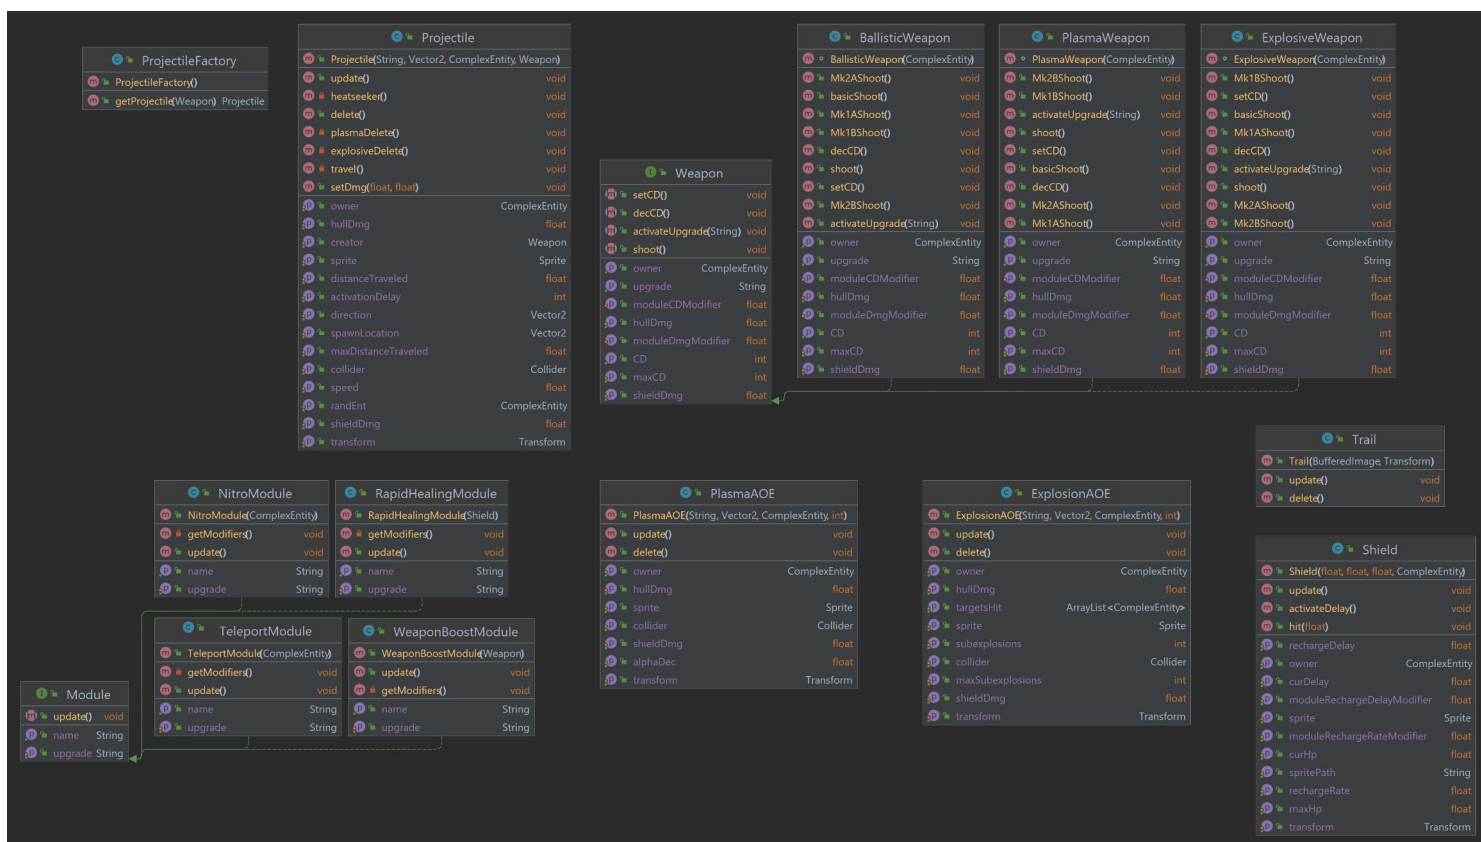 ProjectileFactory
ProjectileFactory()
getProjectile(Weapon) Projectile
Projectile
Projectile(String, Vector2, ComplexEntity, Weapon)
update() void
heatseeker() void
delete() void
plasmaDelete() void
explosiveDelete() void
travel() void
setDmg(float, float) void
owner ComplexEntity
hullDmg float
creator Weapon
sprite Sprite
distanceTraveled float
activationDelay int
direction Vector2
spawnLocation Vector2
maxDistanceTraveled float
collider Collider
speed float
randEnt ComplexEntity
shieldDmg float
transform Transform
Weapon
setCD() void
decCD() void
activateUpgrade(String) void
shoot() void
owner ComplexEntity
upgrade String
moduleCDModifier float
hullDmg float
moduleDmgModifier float
CD int
maxCD int
shieldDmg float
BallisticWeapon
BallisticWeapon(ComplexEntity)
Mk2AShoot() void
basicShoot() void
Mk1AShoot() void
Mk1BShoot() void
decCD() void
shoot() void
setCD() void
Mk2BShoot() void
activateUpgrade(String) void
owner ComplexEntity
upgrade String
moduleCDModifier float
hullDmg float
moduleDmgModifier float
CD int
maxCD int
shieldDmg float
PlasmaWeapon
PlasmaWeapon(ComplexEntity)
Mk2BShoot() void
Mk1BShoot() void
activateUpgrade(String) void
shoot() void
setCD() void
basicShoot() void
decCD() void
Mk2AShoot() void
Mk1AShoot() void
owner ComplexEntity
upgrade String
moduleCDModifier float
hullDmg float
moduleDmgModifier float
CD int
maxCD int
shieldDmg float
ExplosiveWeapon
ExplosiveWeapon(ComplexEntity)
Mk1BShoot() void
setCD() void
basicShoot() void
Mk1AShoot() void
decCD() void
activateUpgrade(String) void
shoot() void
Mk2AShoot() void
Mk2BShoot() void
owner ComplexEntity
upgrade String
moduleCDModifier float
hullDmg float
moduleDmgModifier float
CD int
maxCD int
shieldDmg float
Trail
Trail(BufferedImage, Transform)
update() void
delete() void
NitroModule
NitroModule(ComplexEntity)
getModifiers() void
update() void
name String
upgrade String
RapidHealingModule
RapidHealingModule(Shield)
getModifiers() void
update() void
name String
upgrade String
TeleportModule
TeleportModule(ComplexEntity)
getModifiers() void
update() void
name String
upgrade String
WeaponBoostModule
WeaponBoostModule(Weapon)
update() void
getModifiers() void
name String
upgrade String
Module
update() void
name String
upgrade String
PlasmaAOE
PlasmaAOE(String, Vector2, ComplexEntity, int)
update() void
delete() void
owner ComplexEntity
hullDmg float
sprite Sprite
collider Collider
shieldDmg float
alphaDec float
transform Transform
ExplosionAOE
ExplosionAOE(String, Vector2, ComplexEntity, int)
update() void
delete() void
owner ComplexEntity
hullDmg float
targetsHit ArrayList<ComplexEntity>
sprite Sprite
subexplosions int
collider Collider
maxSubexplosions int
shieldDmg float
transform Transform
Shield
Shield(float, float, float, ComplexEntity)
update() void
activateDelay() void
hit(float) void
rechargeDelay float
owner ComplexEntity
curDelay float
moduleRechargeDelayModifier float
sprite Sprite
moduleRechargeRateModifier float
curHp float
spritePath String
rechargeRate float
maxHp float
transform Transform